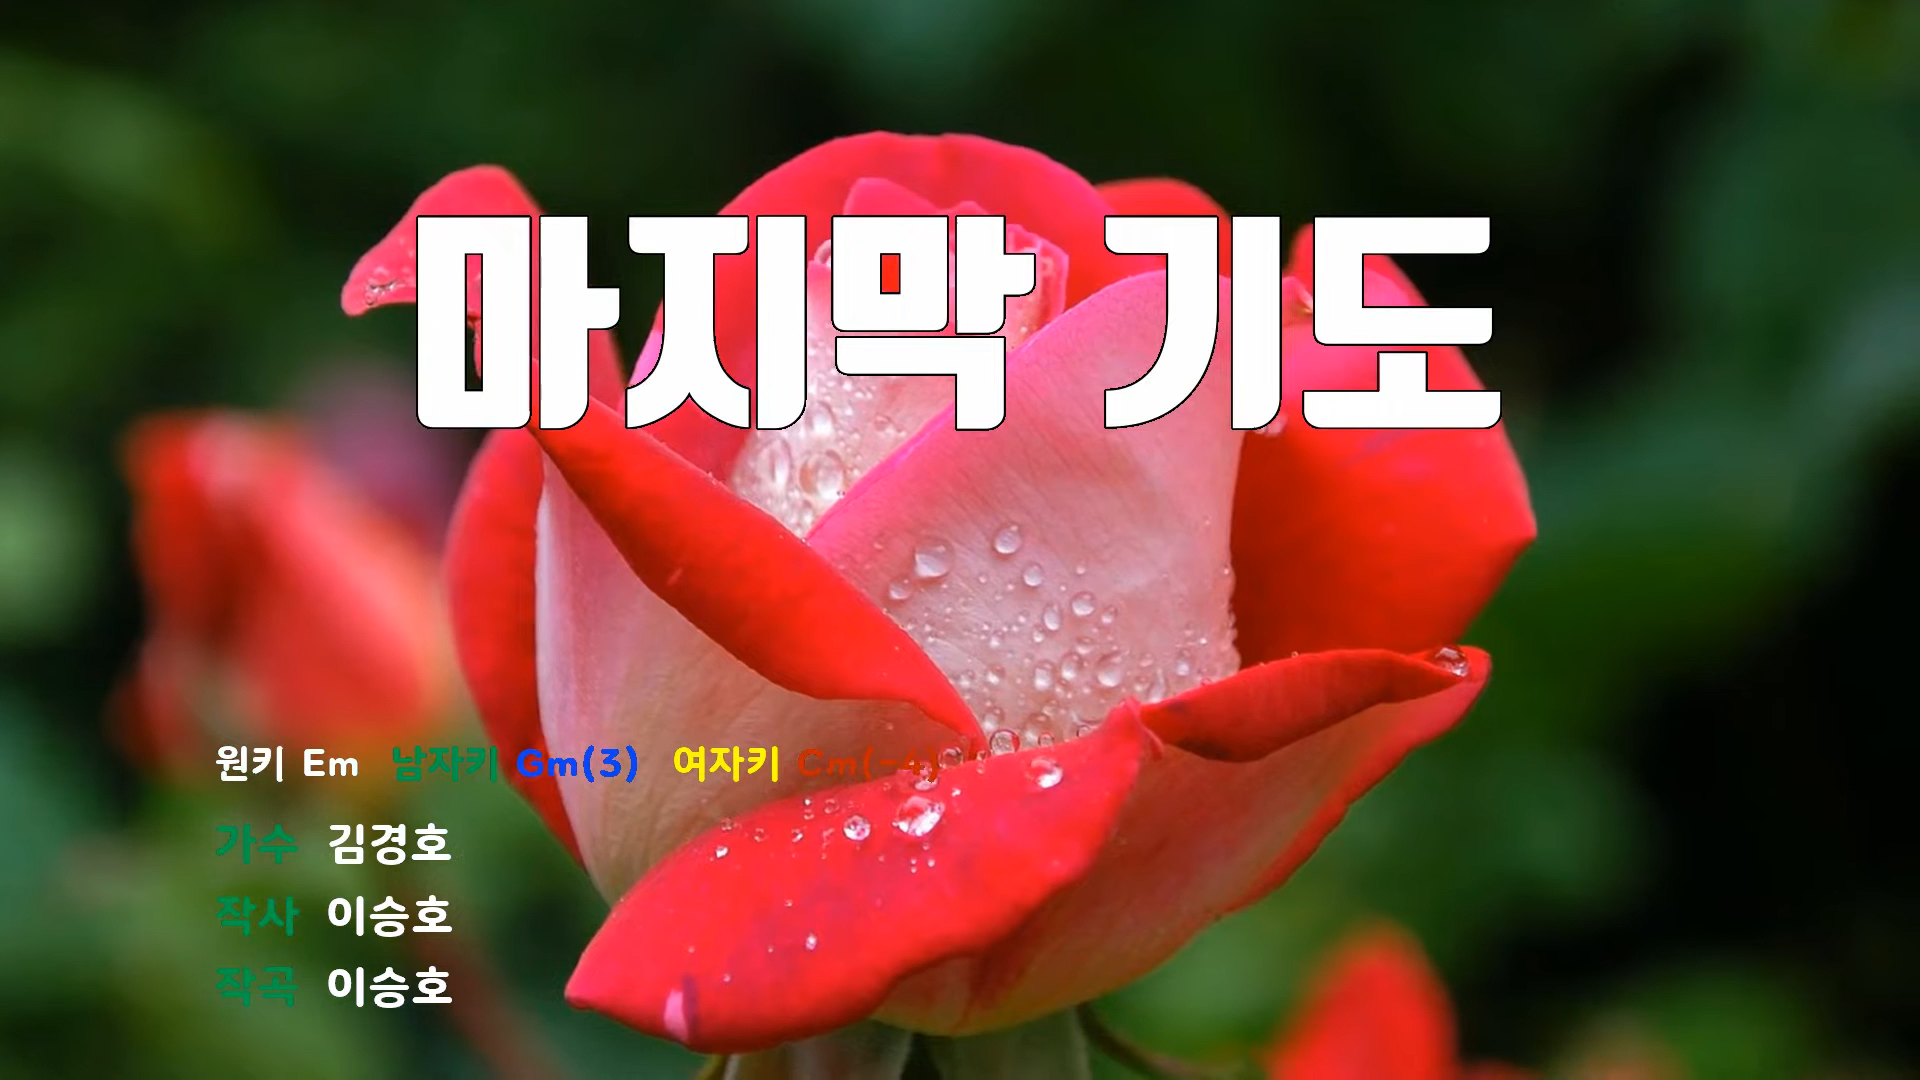 마지막 기도
원키 Em 남자키 Gm(3) 여자키 Cm(-4)
가수 김경호
작사 이승호
작곡 이승호